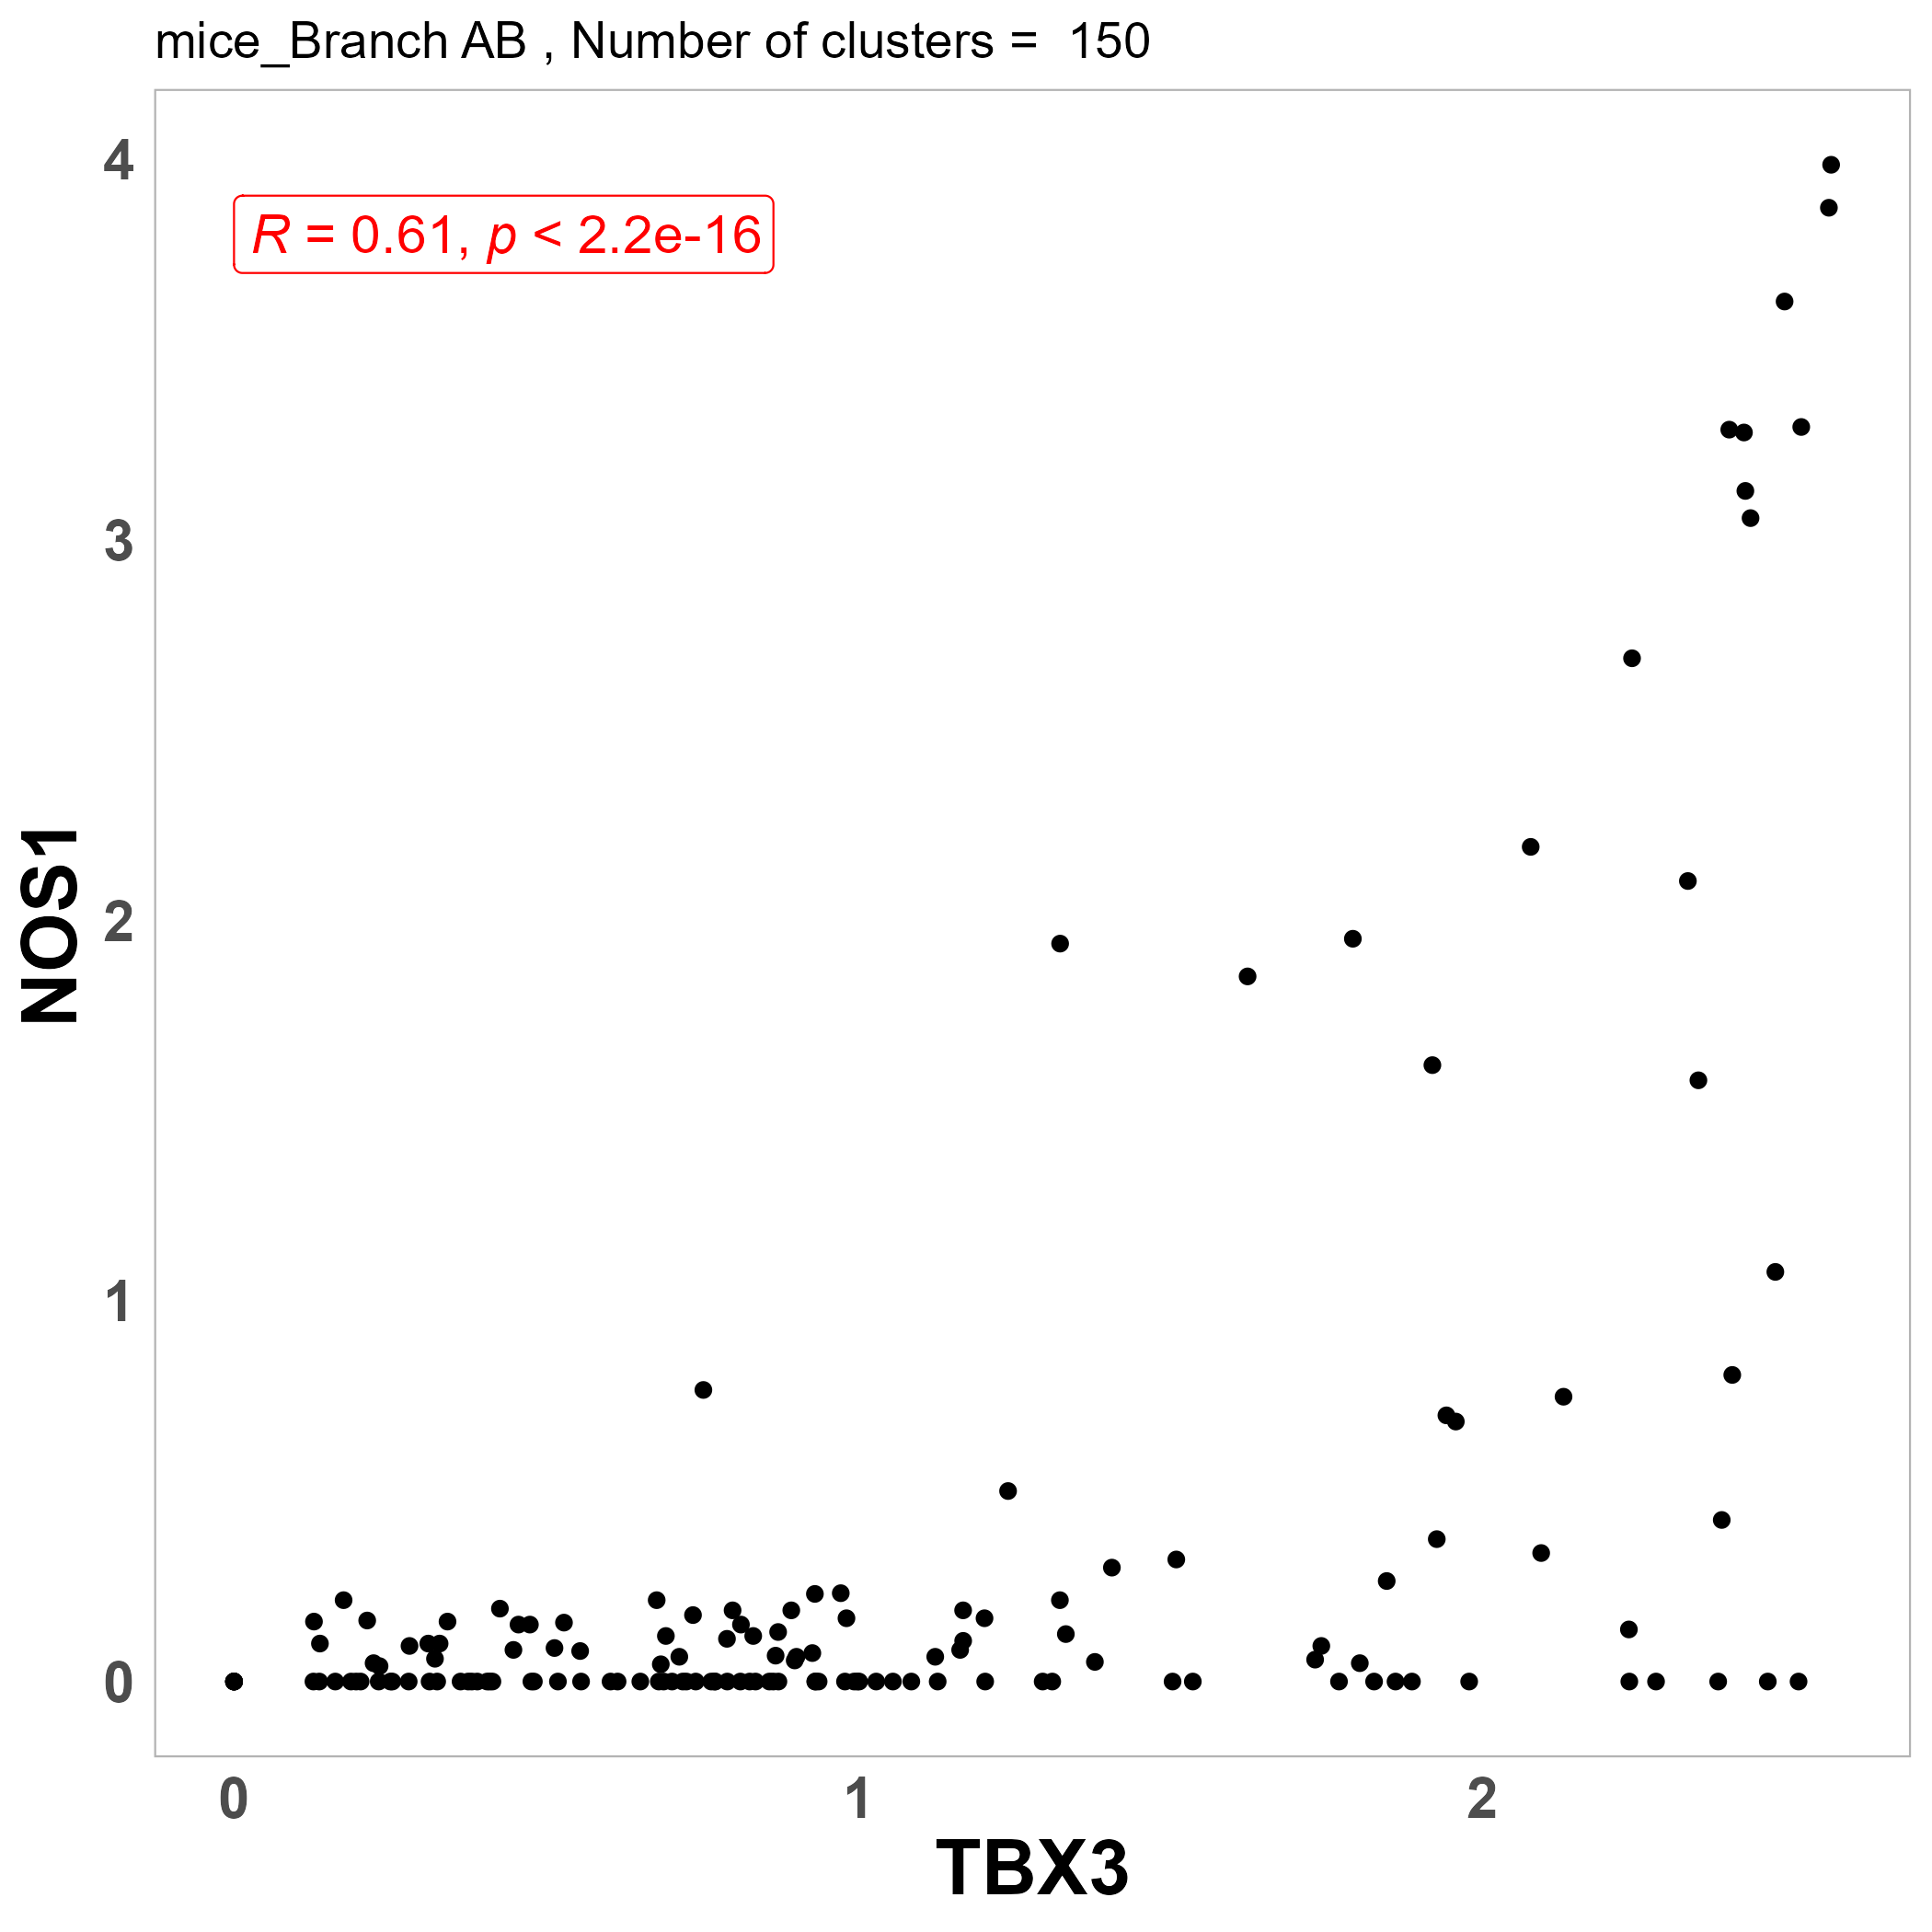 mice_Branch AB , Number of clusters =  150
R = 0.61, p < 2.2e-16
4
3
2
1
0
NOS1
0 1 2
TBX3